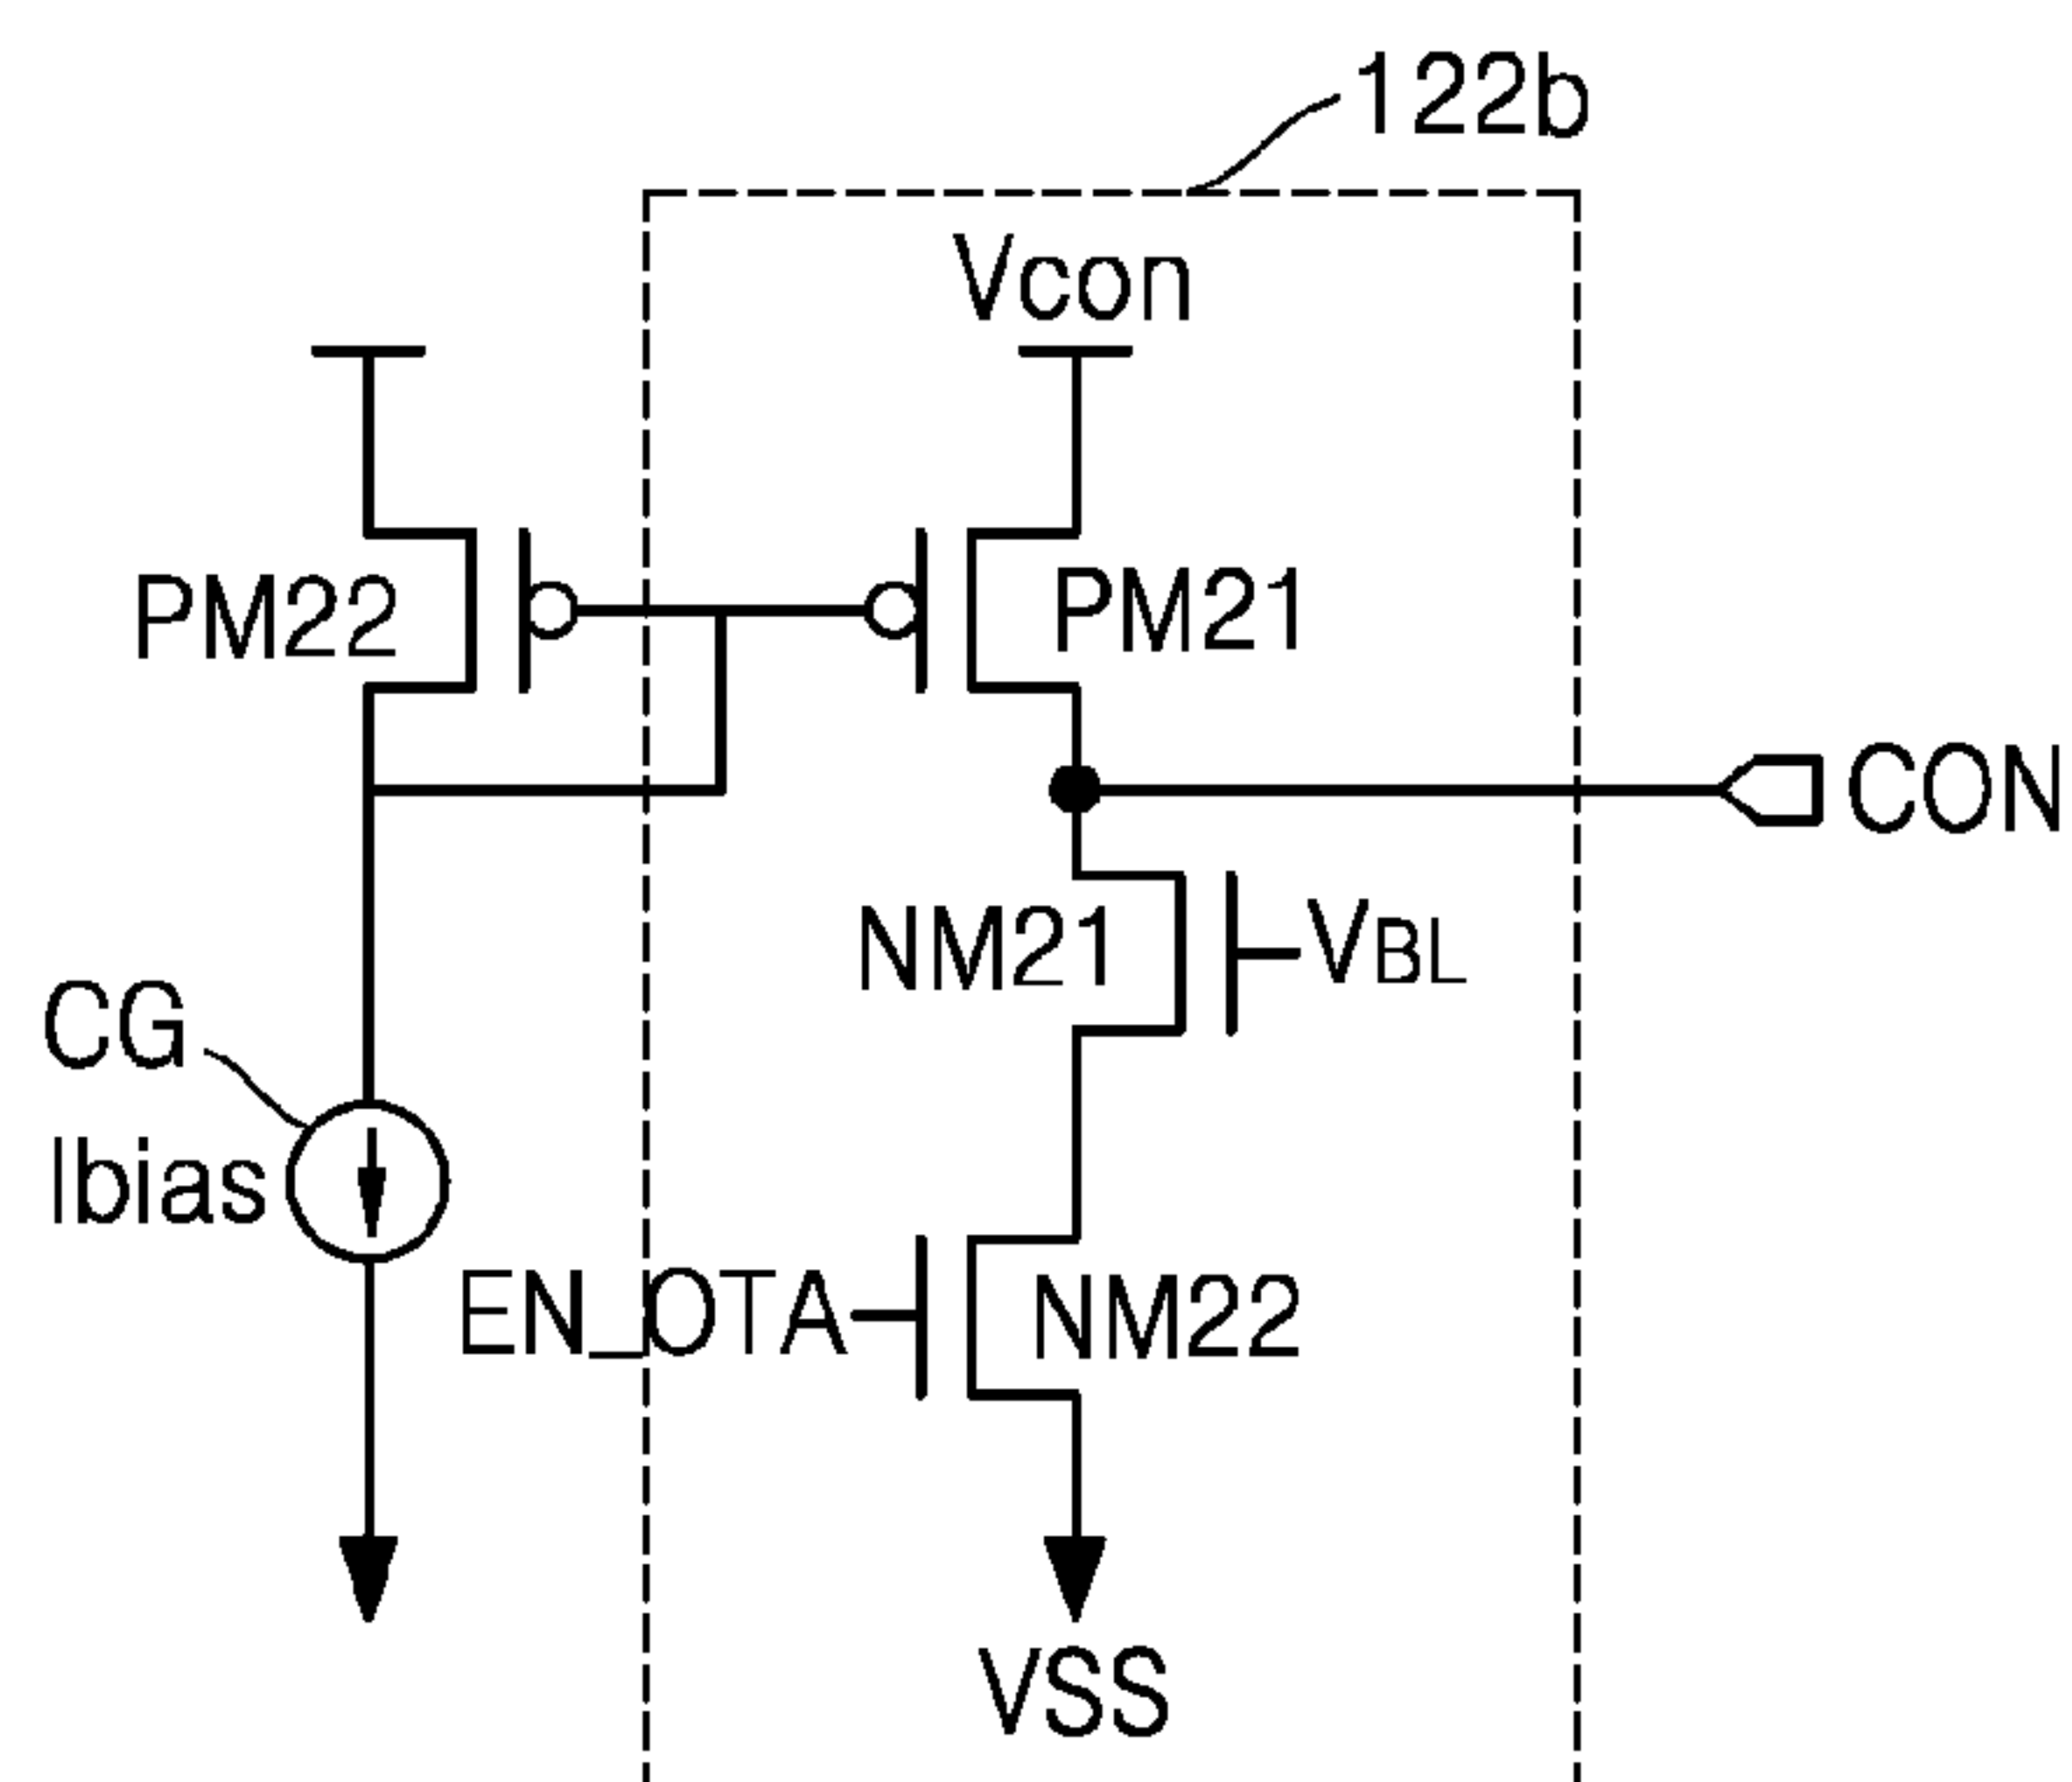 122b
Vcon
PM22
PM21
CON
NM21
VBL
CG
Ibias
EN_OTA
NM22
VSS